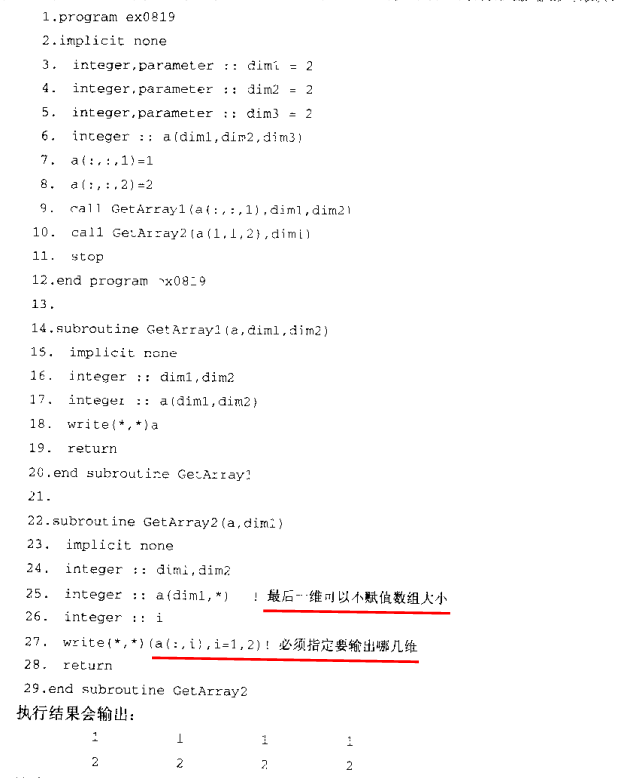 1.program ex0819
2.implicit none
3. integer,parameter :: dim1 = 2
4. integer,parameter :: dim2 = 2
5. integer,parameter :: dim3 = 2
6. integer :: a(dim1,dim2,dim3)
7. a(:,:,1)=1
8. a(:,:,2)=2
9. call GetArray1(a(:,:,1),dim1,dim2)
10. call GetArray2(a(1,1,2),dim1)
11. stop
12.end program ex0819
13.
14.subroutine GetArray1(a,dim1,dim2)
15. implicit none
16. integer :: dim1,dim2
17. integer :: a(dim1,dim2)
18. write(*,*)a
19. return
20.end subroutine GetArray1
21.
22.subroutine GetArray2(a,dim1)
23. implicit none
24. integer :: dim1,dim2
25. integer :: a(dim1,*) ! 最后一维可以不赋值数组大小
26. integer :: i
27. write(*,*)(a(:,i),i=1,2)! 必须指定要输出哪几维
28. return
29.end subroutine GetArray2
执行结果会输出:
1 1 1 1
2 2 2 2